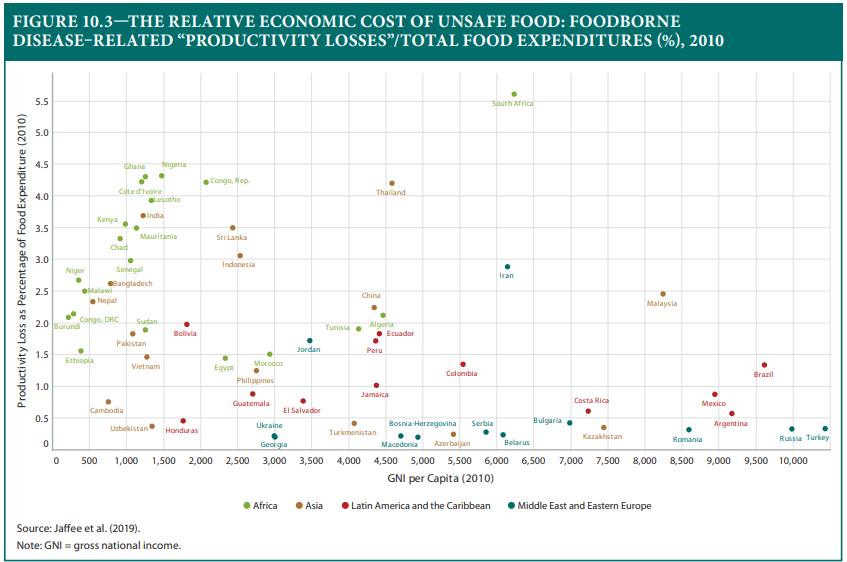 FIGURE 10.3—THE RELATIVE ECONOMIC COST OF UNSAFE FOOD: FOODBORNE
DISEASE-RELATED “PRODUCTIVITY LOSSES”/TOTAL FOOD EXPENDITURES (%), 2010
Productivity Loss as Percentage of Food Expenditure (2010)
5.5
5.0
4.5
4.0
3.5
3.0
2.5
2.0
1.5
1.0
0.5
0
South Africa
Ghana
Nigeria
Cote d'Ivoire
Congo, Rep.
Thailand
Lesotho
India
Kenya
Mauritania
Chad
Sri Lanka
Senegal
Indonesia
Iran
Niger
Bangladesh
Malawi
Nepal
China
Malaysia
Burundi
Congo, DRC
Sudan
Bolivia
Tunisia
Algeria
Ecuador
Pakistan
Jordan
Peru
Ethiopia
Vietnam
Egypt
Morocco
Philippines
Colombia
Brazil
Jamaica
Cambodia
Guatemala
El Salvador
Costa Rica
Mexico
Argentina
Uzbekistan
Honduras
Ukraine
Georgia
Turkmenistan
Bosnia-Herzegovina
Macedonia
Azerbaijan
Serbia
Belarus
Bulgaria
Kazakhstan
Romania
Russia
Turkey
0 500 1,000 1,500 2,000 2,500 3,000 3,500 4,000 4,500 5,000 5,500 6,000 6,500 7,000 7,500 8,000 8,500 9,000 9,500 10,000
GNI per Capita (2010)
Africa Asia Latin America and the Caribbean Middle East and Eastern Europe
Source: Jaffee et al. (2019).
Note: GNI = gross national income.